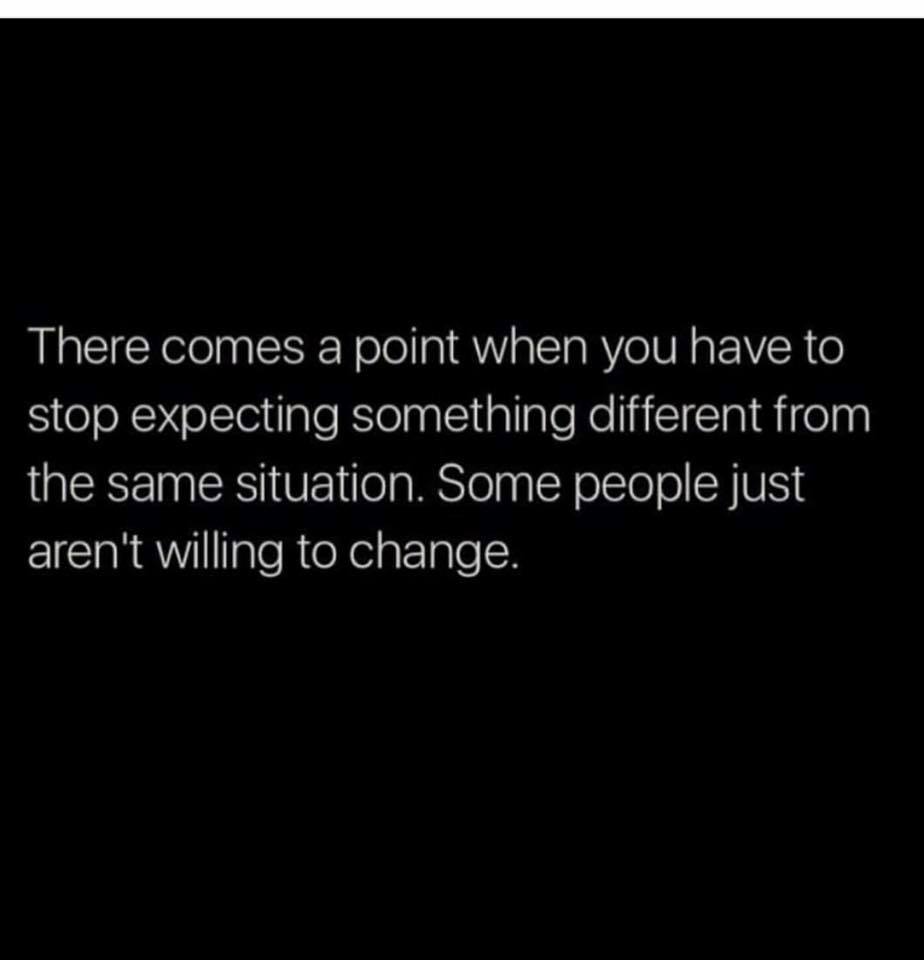 There comes a point when you have to
stop expecting something different from
the same situation. Some people just
aren't willing to change.